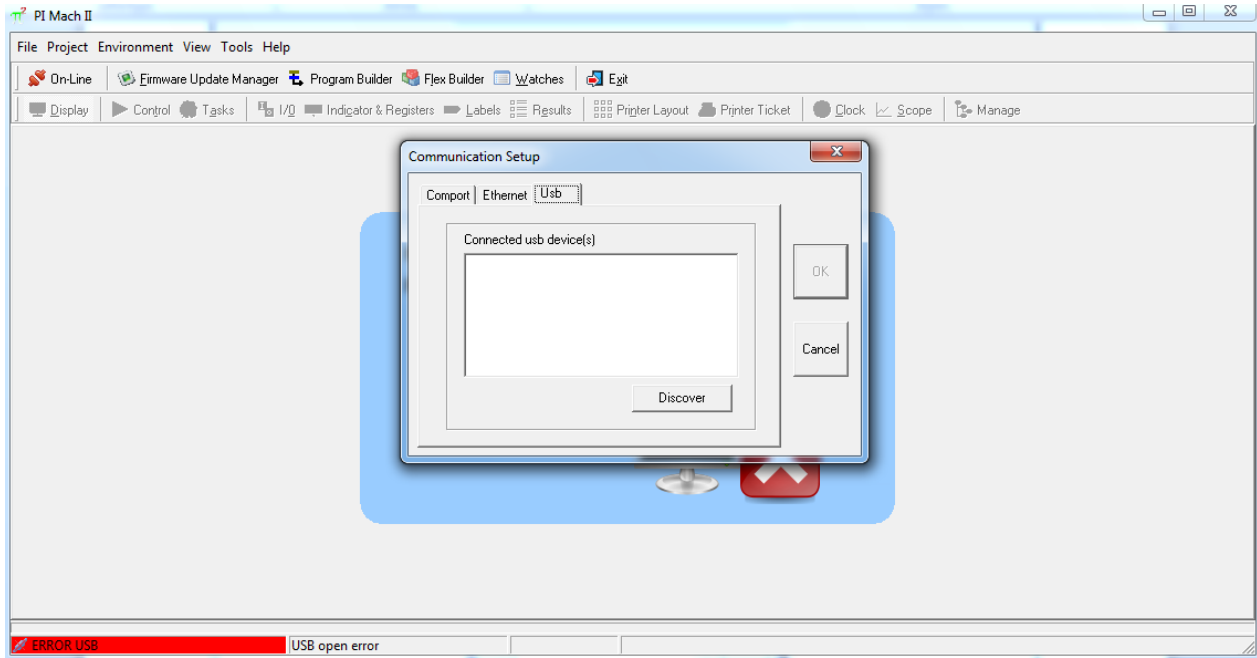 π² PI Mach II
File Project Environment View Tools Help
On-Line Firmware Update Manager Program Builder Flex Builder Watches Exit
Display Control Tasks I/O Indicator & Registers Labels Results Printer Layout Printer Ticket Clock Scope Manage
Communication Setup
Comport Ethernet Usb
Connected usb device(s)
OK
Cancel
Discover
ERROR USB USB open error